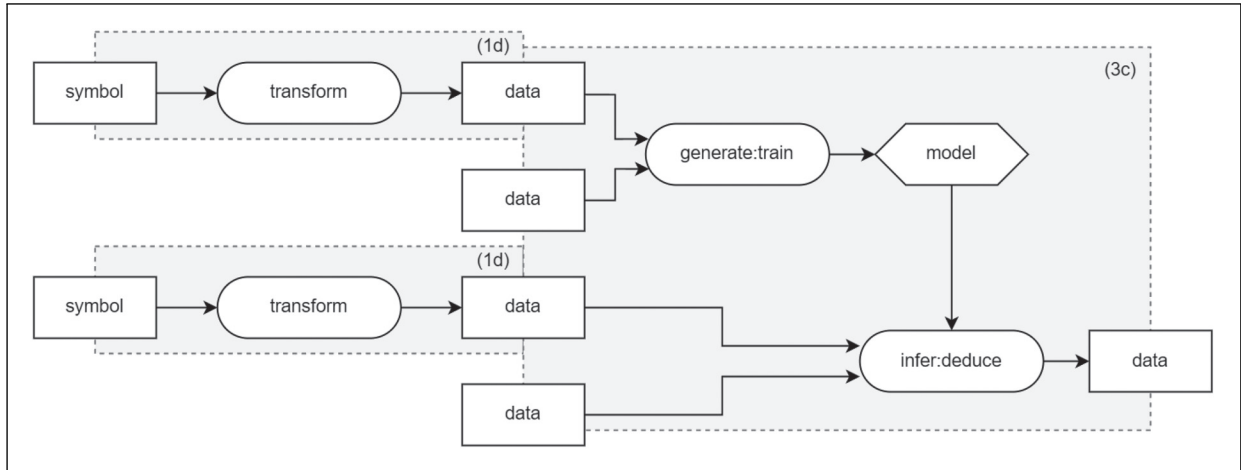 (1d)
(3c)
symbol
transform
data
generate:train
model
data
(1d)
symbol
transform
data
infer:deduce
data
data